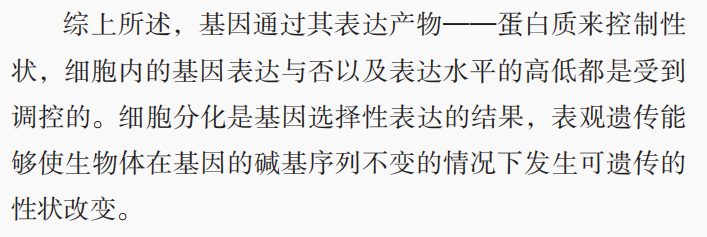 综上所述，基因通过其表达产物——蛋白质来控制性
状，细胞内的基因表达与否以及表达水平的高低都是受到
调控的。细胞分化是基因选择性表达的结果，表观遗传能
够使生物体在基因的碱基序列不变的情况下发生可遗传的
性状改变。